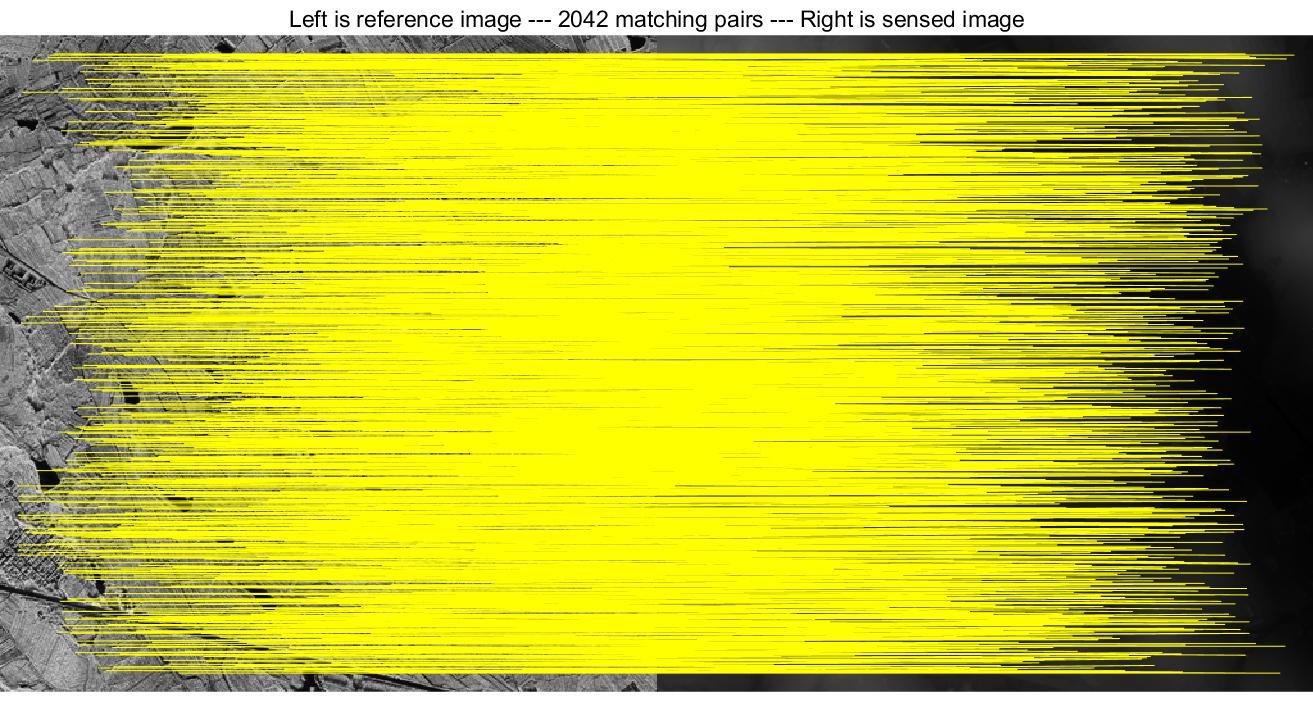 Left is reference image --- 2042 matching pairs --- Right is sensed image